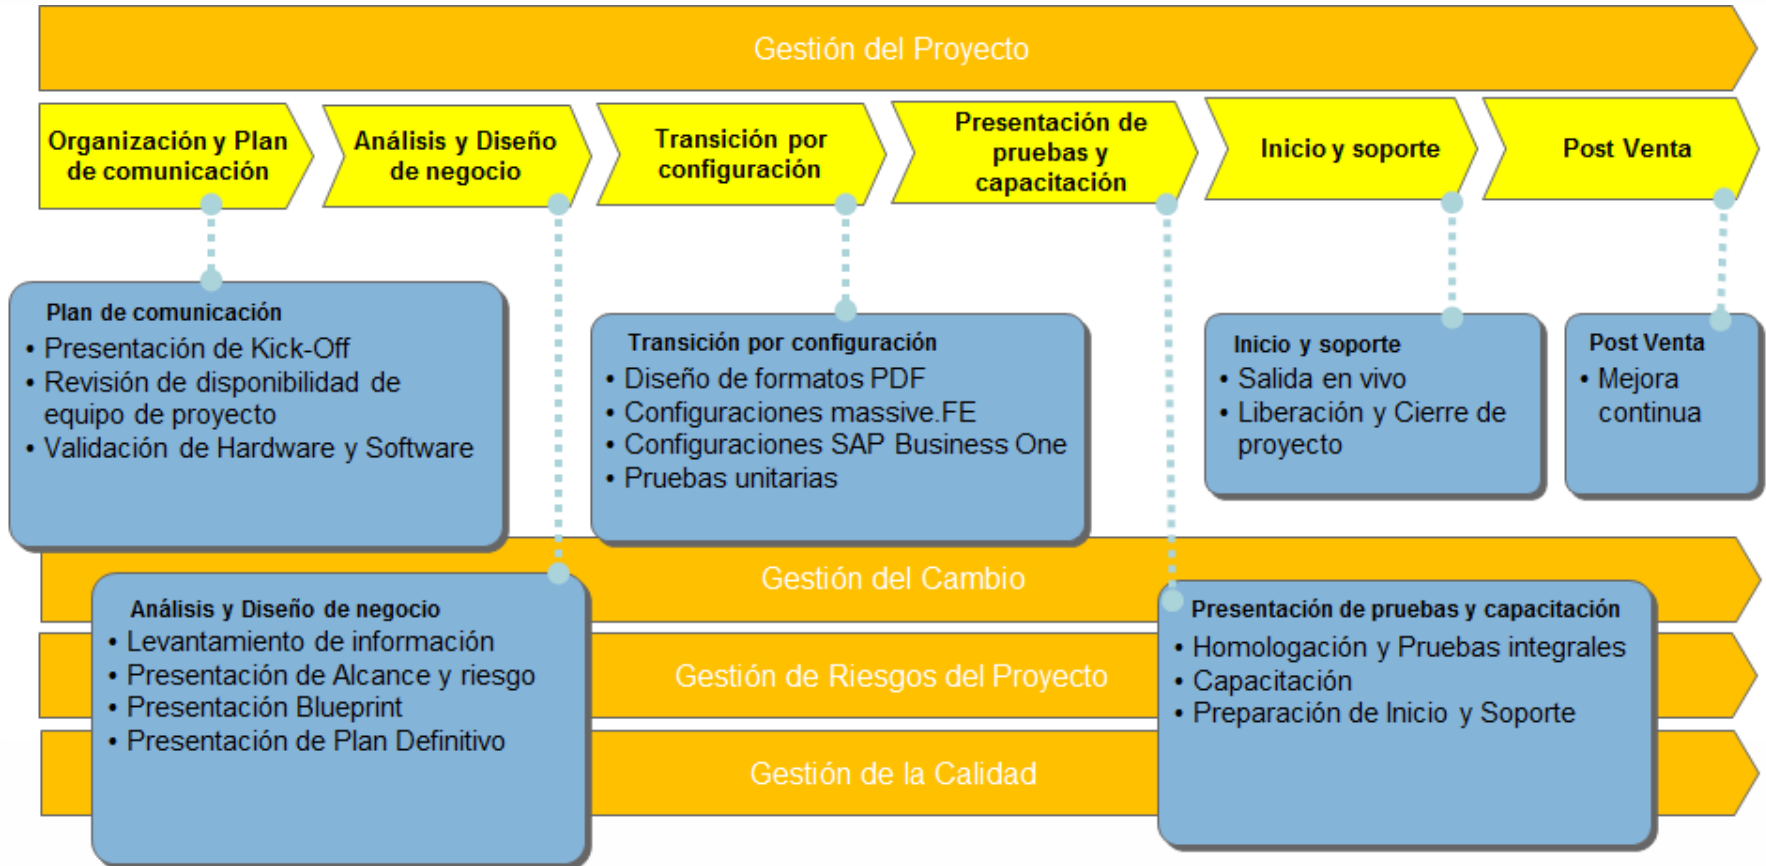 Gestión del Proyecto
Organización y Plan
de comunicación
Análisis y Diseño
de negocio
Transición por
configuración
Presentación de
pruebas y
capacitación
Inicio y soporte
Post Venta
Plan de comunicación
• Presentación de Kick-Off
• Revisión de disponibilidad de
equipo de proyecto
• Validación de Hardware y Software
Transición por configuración
• Diseño de formatos PDF
• Configuraciones massive.FE
• Configuraciones SAP Business One
• Pruebas unitarias
Inicio y soporte
• Salida en vivo
• Liberación y Cierre de
proyecto
Post Venta
• Mejora
continua
Gestión del Cambio
Análisis y Diseño de negocio
• Levantamiento de información
• Presentación de Alcance y riesgo
• Presentación Blueprint
• Presentación de Plan Definitivo
Gestión de Riesgos del Proyecto
Gestión de la Calidad
Presentación de pruebas y capacitación
• Homologación y Pruebas integrales
• Capacitación
• Preparación de Inicio y Soporte